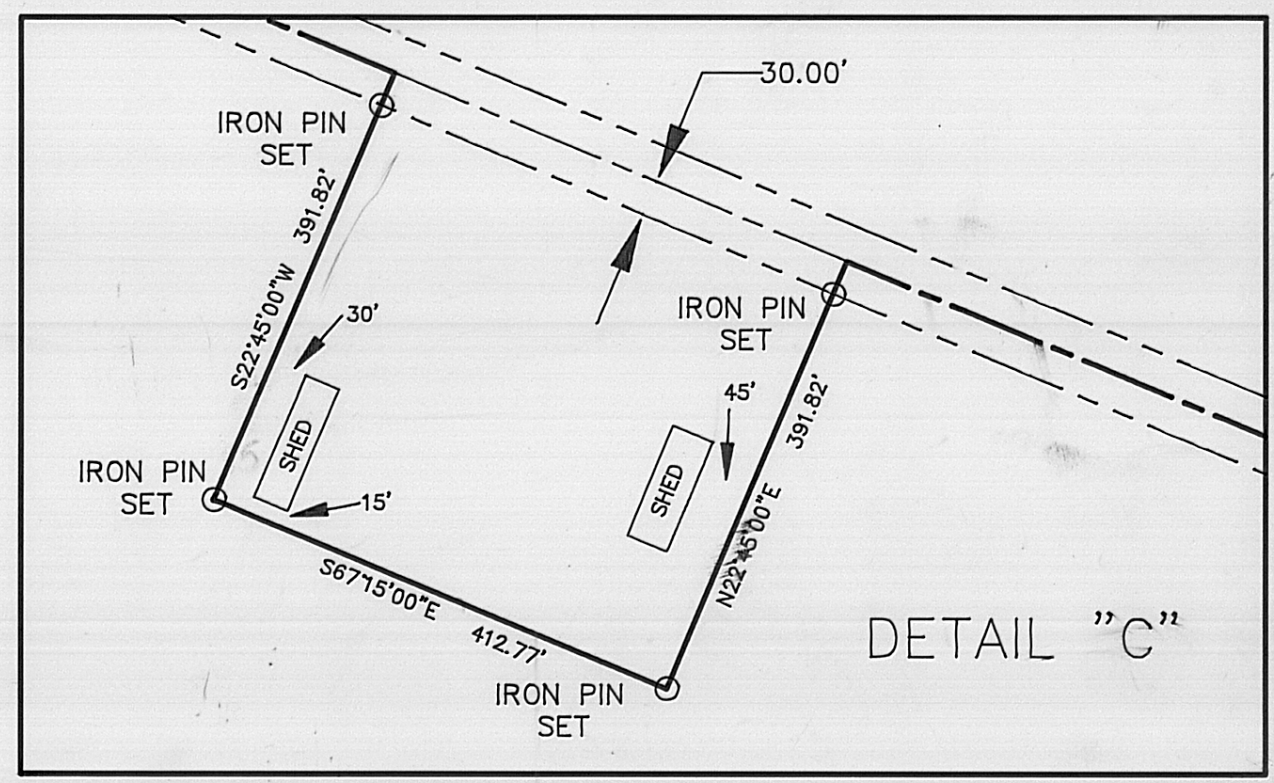 30.00'
IRON PIN
SET
391.82'
S22°45'00"W
30'
SHED
IRON PIN
SET
15'
IRON PIN
SET
45'
391.82'
SHED
N22°45'00"E
S67°15'00"E
412.77'
IRON PIN
SET
DETAIL "C"